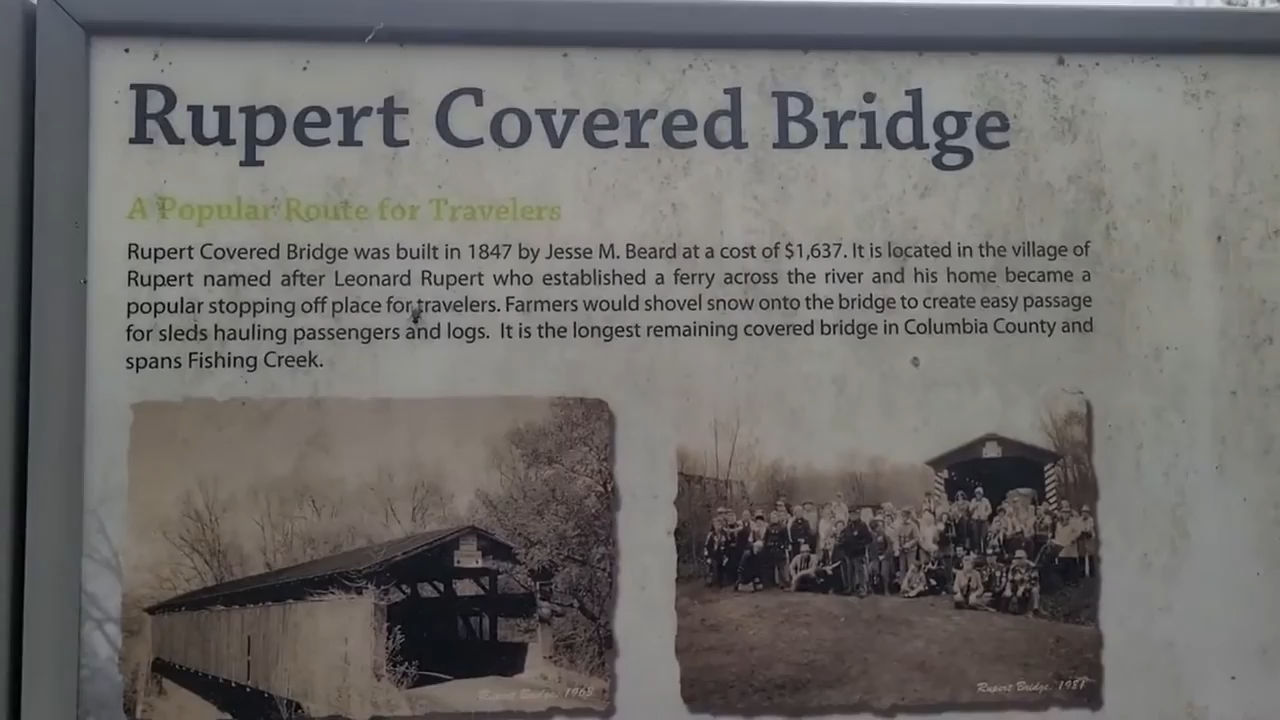 Rupert Covered Bridge
A Popular Route for Travelers
Rupert Covered Bridge was built in 1847 by Jesse M. Beard at a cost of $1,637. It is located in the village of
Rupert named after Leonard Rupert who established a ferry across the river and his home became a
popular stopping off place for travelers. Farmers would shovel snow onto the bridge to create easy passage
for sleds hauling passengers and logs. It is the longest remaining covered bridge in Columbia County and
spans Fishing Creek.
Rupert Bridge, 1963
Rupert Bridge, 1987